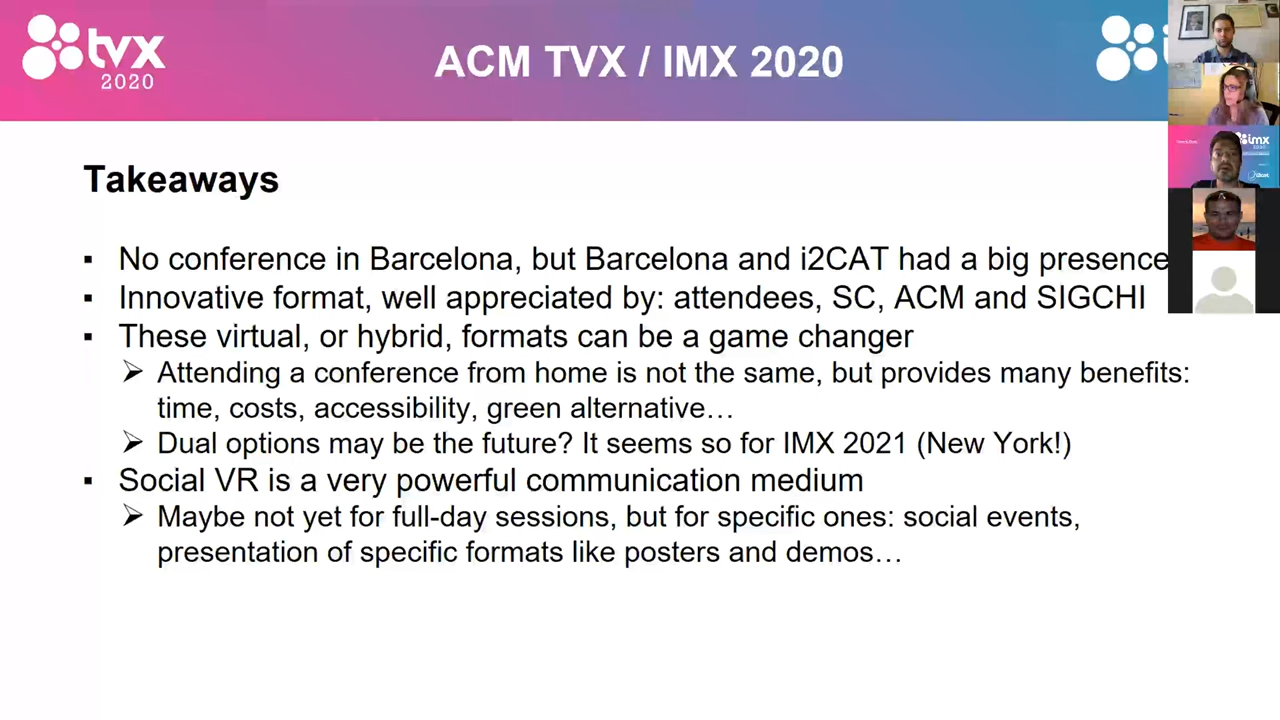 tvx
2020
ACM TVX / IMX 2020
imx
2020
Takeaways
▪ No conference in Barcelona, but Barcelona and i2CAT had a big presence
▪ Innovative format, well appreciated by: attendees, SC, ACM and SIGCHI
▪ These virtual, or hybrid, formats can be a game changer
➢ Attending a conference from home is not the same, but provides many benefits:
time, costs, accessibility, green alternative…
➢ Dual options may be the future? It seems so for IMX 2021 (New York!)
▪ Social VR is a very powerful communication medium
➢ Maybe not yet for full-day sessions, but for specific ones: social events,
presentation of specific formats like posters and demos…